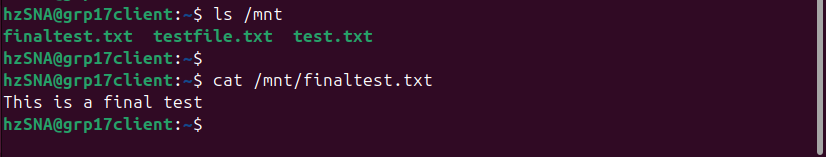 hzSNA@grp17client:~$ ls /mnt
finaltest.txt  testfile.txt  test.txt
hzSNA@grp17client:~$
hzSNA@grp17client:~$ cat /mnt/finaltest.txt
This is a final test
hzSNA@grp17client:~$